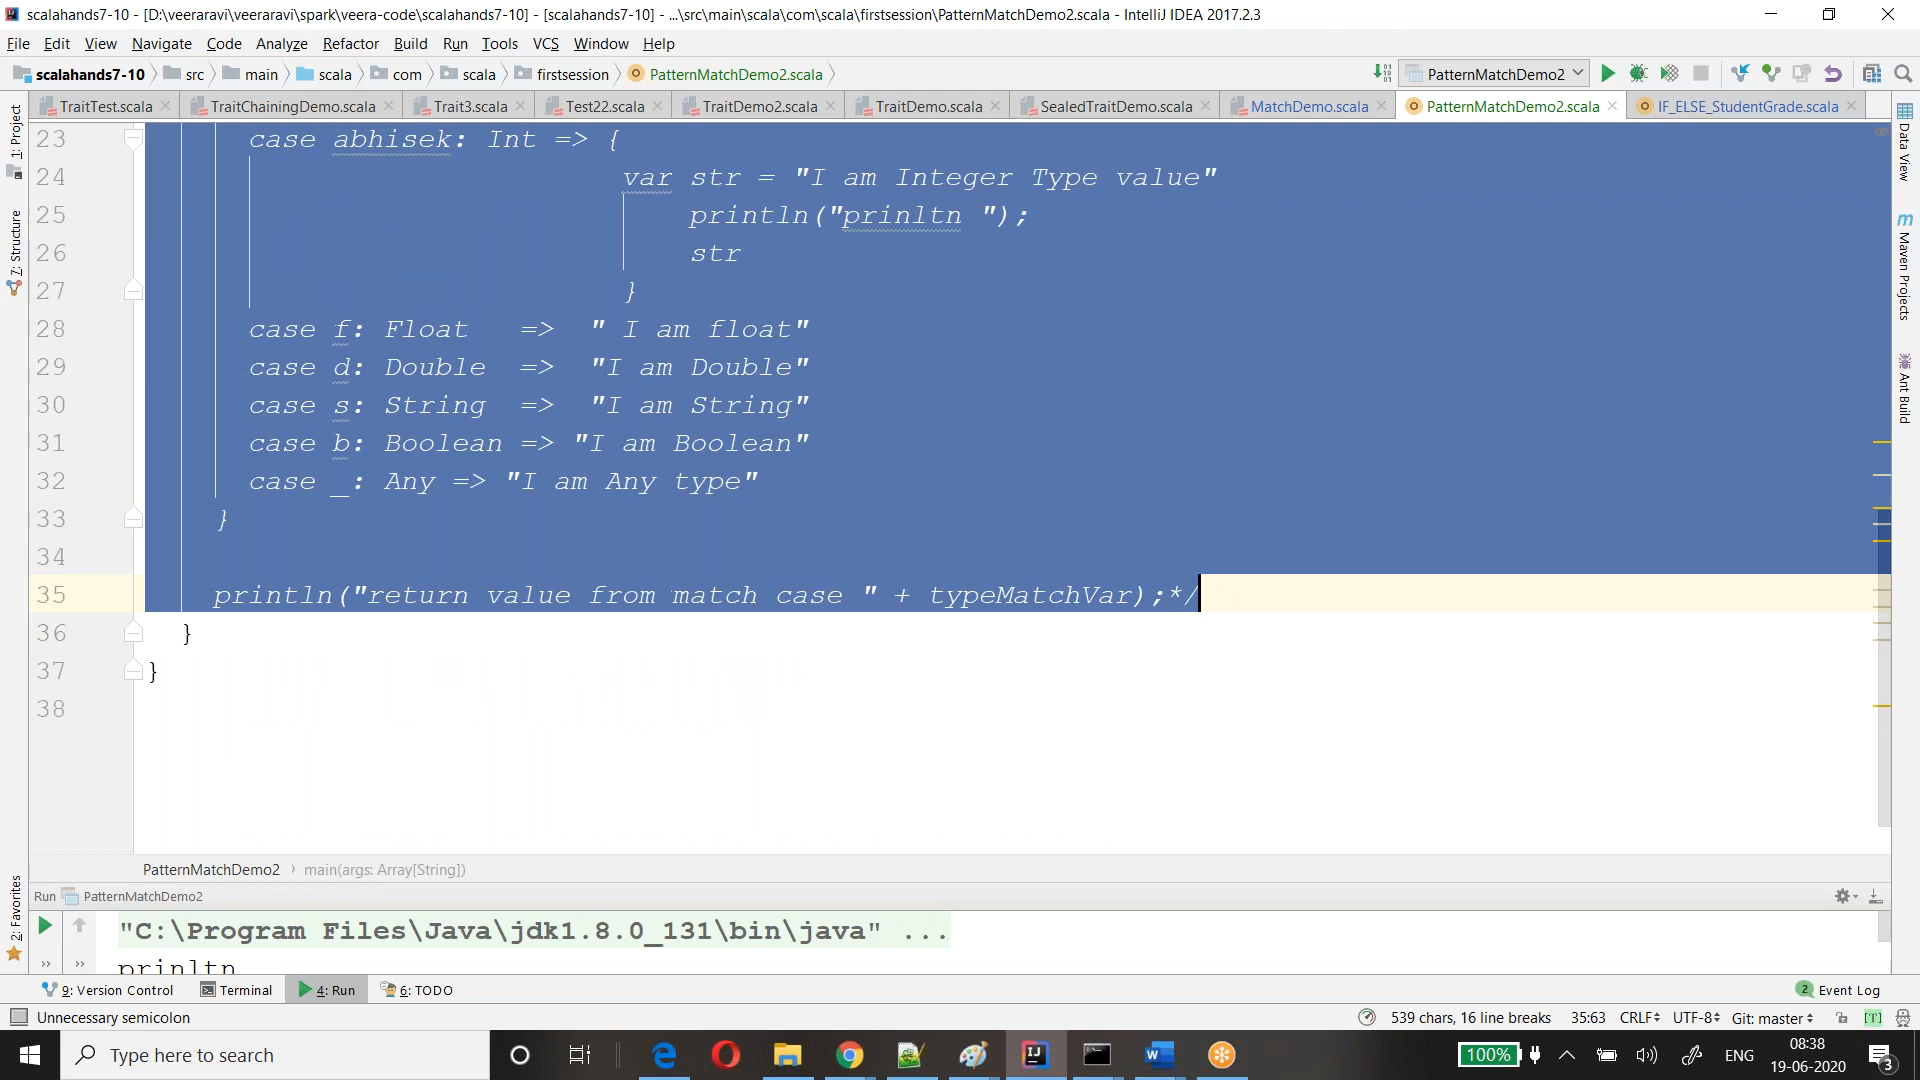 scalahands7-10 - [D:\veeraravi\veeraravi\spark\veera-code\scalahands7-10] - [scalahands7-10] - ...\src\main\scala\com\scala\firstsession\PatternMatchDemo2.scala - IntelliJ IDEA 2017.2.3
File Edit View Navigate Code Analyze Refactor Build Run Tools VCS Window Help
scalahands7-10 src main scala com scala firstsession PatternMatchDemo2.scala PatternMatchDemo2
TraitTest.scala TraitChainingDemo.scala Trait3.scala Test22.scala TraitDemo2.scala TraitDemo.scala SealedTraitDemo.scala MatchDemo.scala PatternMatchDemo2.scala IF_ELSE_StudentGrade.scala
1: Project
7: Structure
2: Favorites
23 case abhisek: Int => {
24 var str = "I am Integer Type value"
25 println("prinltn ");
26 str
27 }
28 case f: Float => " I am float"
29 case d: Double => "I am Double"
30 case s: String => "I am String"
31 case b: Boolean => "I am Boolean"
32 case _: Any => "I am Any type"
33 }
34
35 println("return value from match case " + typeMatchVar);*/
36 }
37 }
38
Data View
Maven Projects
Ant Build
PatternMatchDemo2 main(args: Array[String])
Run PatternMatchDemo2
"C:\Program Files\Java\jdk1.8.0_131\bin\java" ...
prinltn
9: Version Control Terminal 4: Run 6: TODO 2 Event Log
Unnecessary semicolon 539 chars, 16 line breaks 35:63 CRLF UTF-8 Git: master [T]
Type here to search 100% ENG 08:38
19-06-2020 3